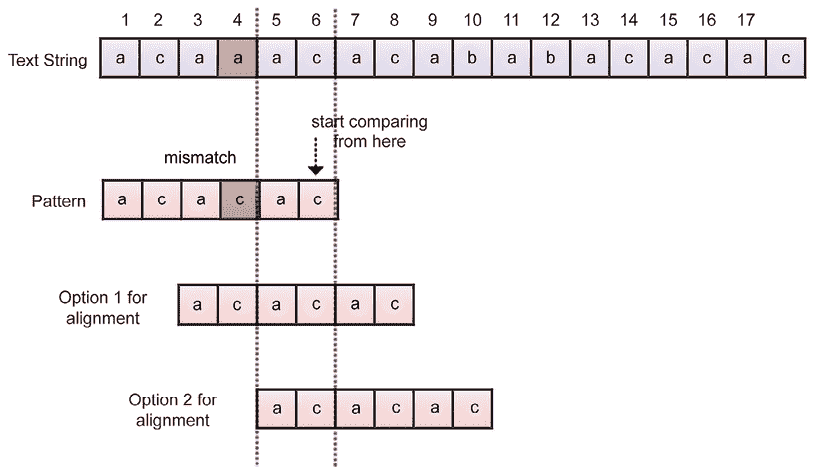 1 2 3 4 5 6 7 8 9 10 11 12 13 14 15 16 17
Text String a c a a a c a c a b a b a c a c a c
start comparing
from here
mismatch
Pattern a c a c a c
Option 1 for
alignment
a c a c a c
Option 2 for
alignment
a c a c a c